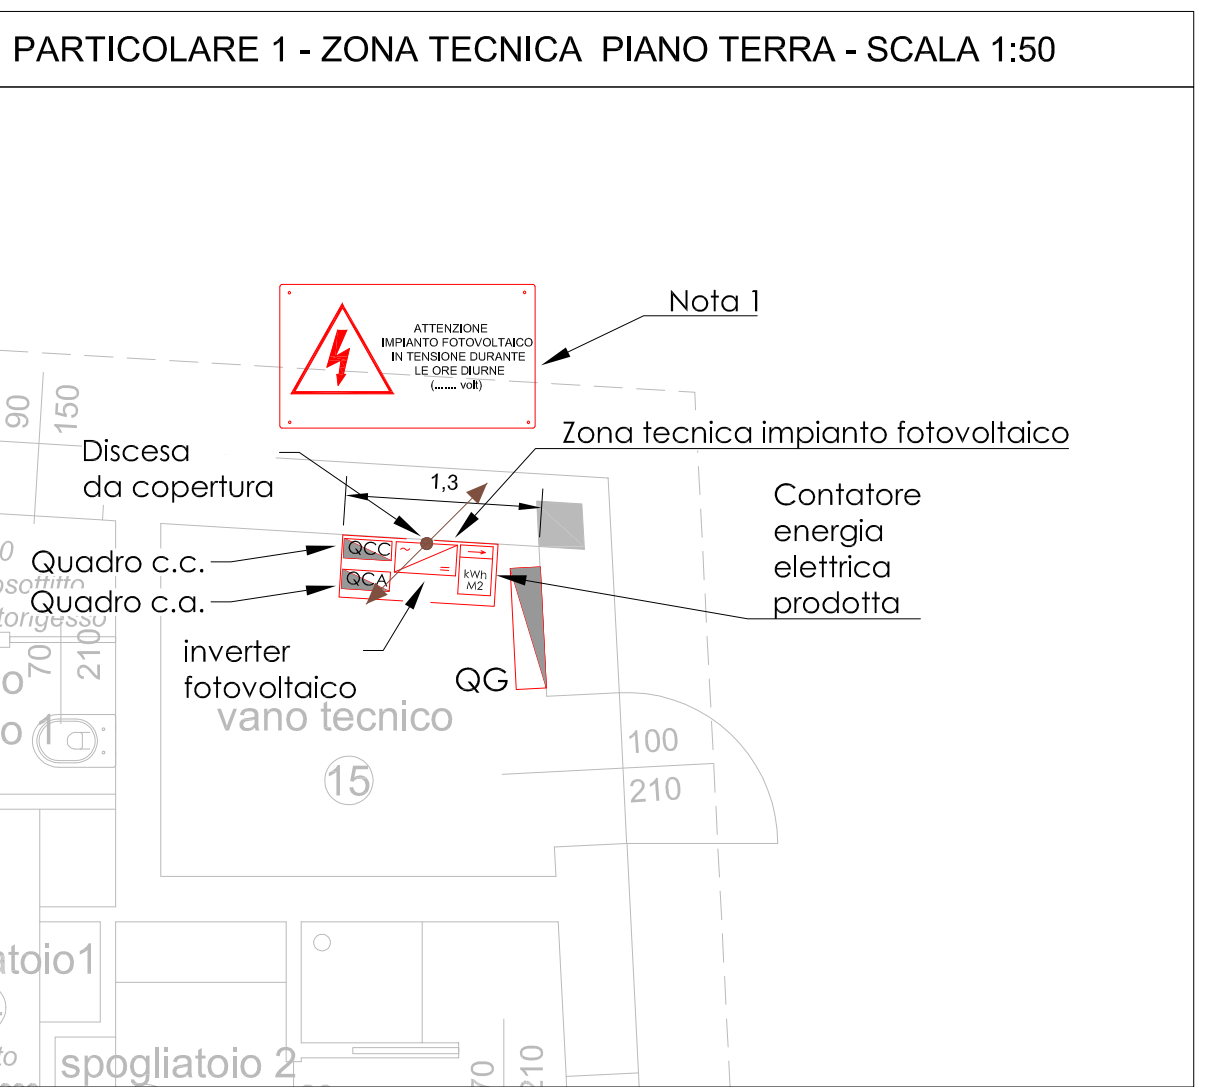 PARTICOLARE 1 - ZONA TECNICA PIANO TERRA - SCALA 1:50
Nota 1
ATTENZIONE
IMPIANTO FOTOVOLTAICO
IN TENSIONE DURANTE
LE ORE DIURNE
(....... volt)
90
150
Zona tecnica impianto fotovoltaico
Discesa
da copertura
1,3
Contatore
energia
elettrica
prodotta
QCC
~
=
kWh
M2
QCA
Quadro c.c.
Quadro c.a.
70
210
inverter
fotovoltaico
QG
vano tecnico
15
100
210
o 1
atoio1
spogliatoio 2
70
210